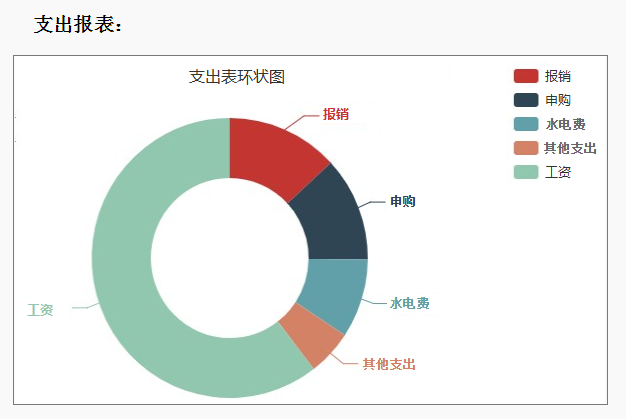 支出报表：
支出表环状图
报销
申购
水电费
其他支出
工资
报销
申购
水电费
其他支出
工资